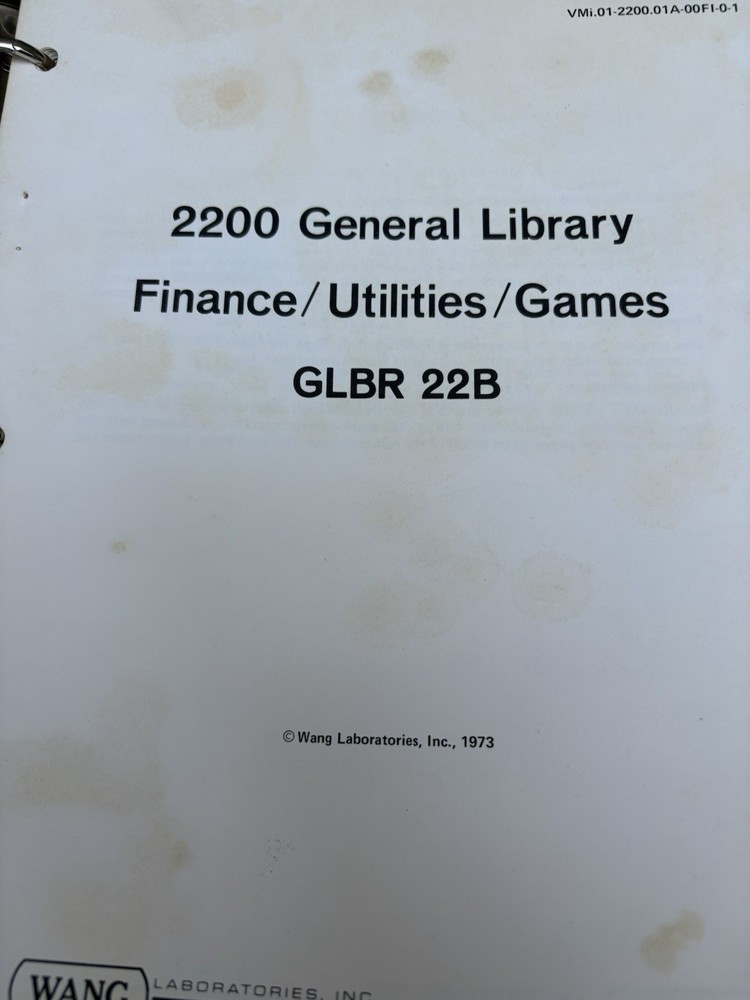 VMi.01-2200.01A-00FI-0-1
2200 General Library
Finance/Utilities/Games
GLBR 22B
© Wang Laboratories, Inc., 1973
WANG LABORATORIES, INC